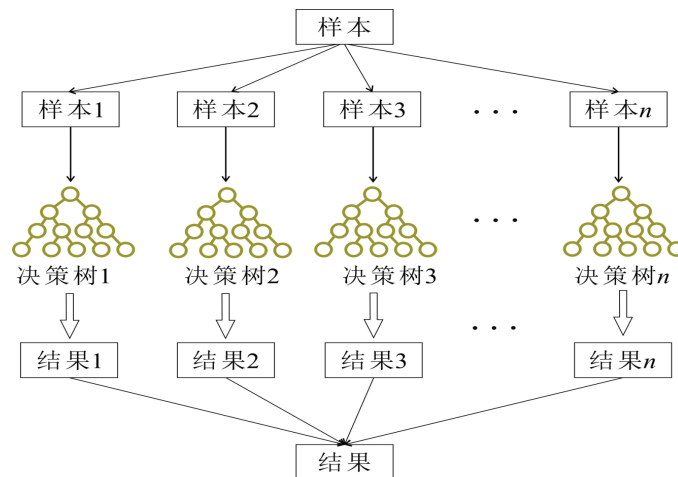 样本
样本1 样本2 样本3 ··· 样本n
···
决策树1 决策树2 决策树3 决策树n
···
结果1 结果2 结果3 结果n
结果